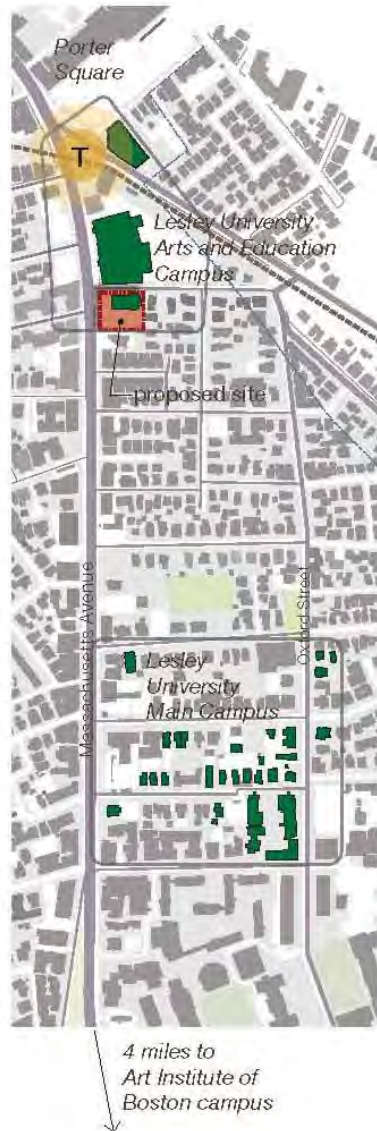 Porter
Square
T
Lesley University
Arts and Education
Campus
proposed site
Massachusetts Avenue
Oxford Street
Lesley
University
Main Campus
4 miles to
Art Institute of
Boston campus